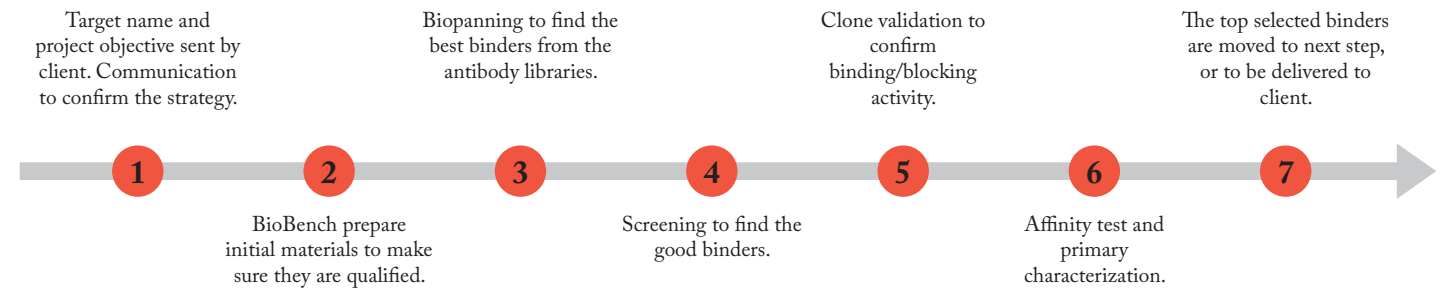 Target name and
project objective sent by
client. Communication
to confirm the strategy.
Biopanning to find the
best binders from the
antibody libraries.
Clone validation to
confirm
binding/blocking
activity.
The top selected binders
are moved to next step,
or to be delivered to
client.
1
2
3
4
5
6
7
BioBench prepare
initial materials to make
sure they are qualified.
Screening to find the
good binders.
Affinity test and
primary
characterization.